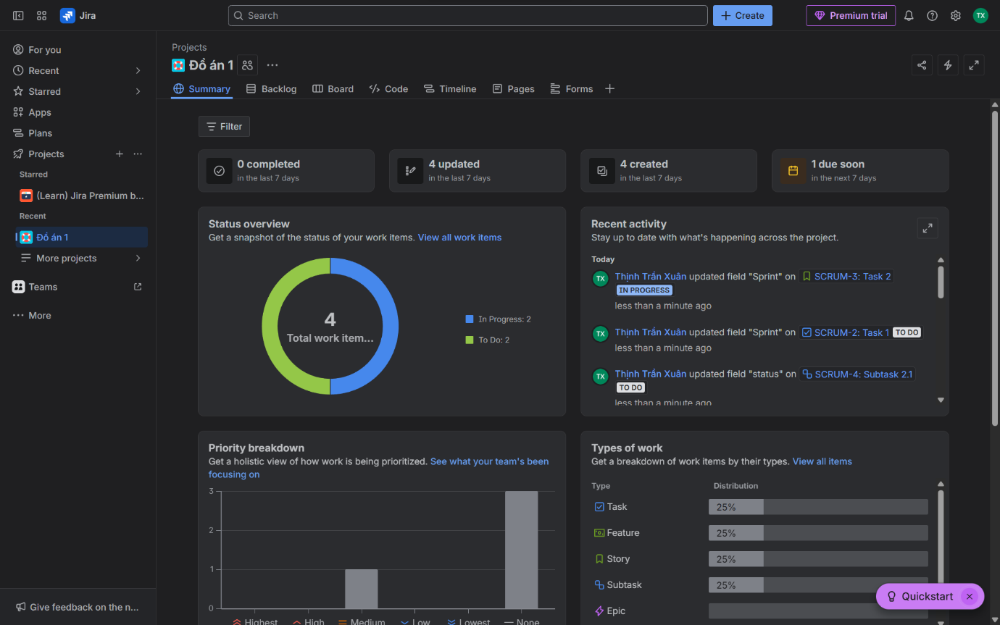 Jira
Search
Create
Premium trial
TX
For you
Recent
Starred
Apps
Plans
Projects
Starred
(Learn) Jira Premium b...
Recent
Đồ án 1
More projects
Teams
More
Give feedback on the n...
Projects
Đồ án 1
Summary
Backlog
Board
Code
Timeline
Pages
Forms
Filter
0 completed
in the last 7 days
4 updated
in the last 7 days
4 created
in the last 7 days
1 due soon
in the next 7 days
Status overview
Get a snapshot of the status of your work items. View all work items
4
Total work item...
In Progress: 2
To Do: 2
Recent activity
Stay up to date with what's happening across the project.
Today
TX
Thịnh Trần Xuân updated field "Sprint" on SCRUM-3: Task 2
IN PROGRESS
less than a minute ago
TX
Thịnh Trần Xuân updated field "Sprint" on SCRUM-2: Task 1 TO DO
less than a minute ago
TX
Thịnh Trần Xuân updated field "status" on SCRUM-4: Subtask 2.1
TO DO
less than a minute ago
Priority breakdown
Get a holistic view of how work is being prioritized. See what your team's been
focusing on
3
2
1
0
Highest
High
Medium
Low
Lowest
None
Types of work
Get a breakdown of work items by their types. View all items
Type
Distribution
Task
25%
Feature
25%
Story
25%
Subtask
25%
Epic
Quickstart